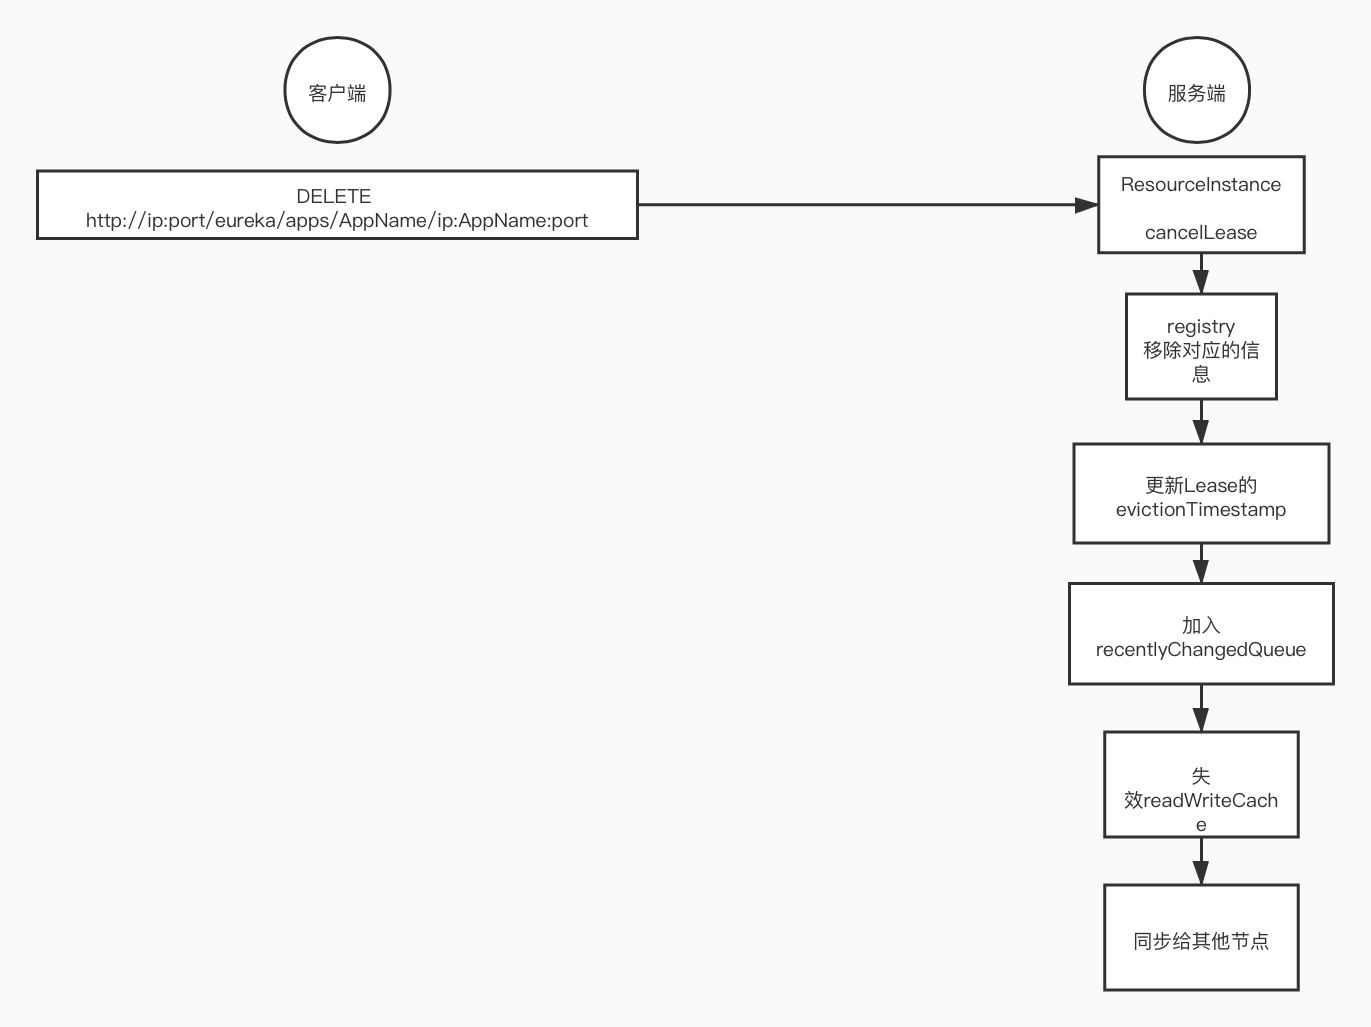 客户端
服务端
DELETE
http://ip:port/eureka/apps/AppName/ip:AppName:port
ResourceInstance
cancelLease
registry
移除对应的信
息
更新Lease的
evictionTimestamp
加入
recentlyChangedQueue
失
效readWriteCach
e
同步给其他节点